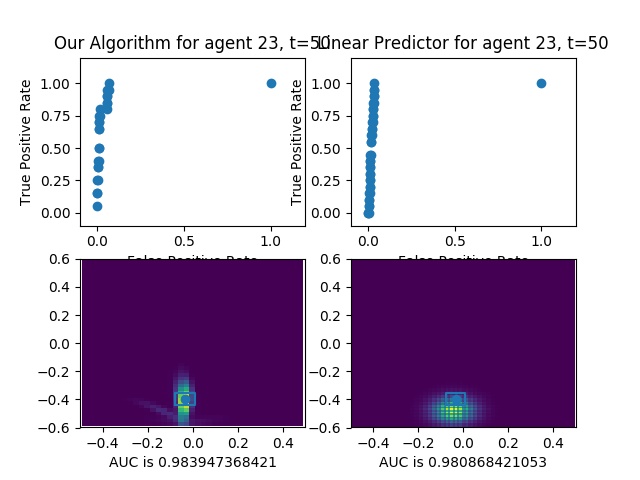 Our Algorithm for agent 23, t=50
Linear Predictor for agent 23, t=50
True Positive Rate
1.00
0.75
0.50
0.25
0.00
0.0 0.5 1.0
False Positive Rate
True Positive Rate
1.00
0.75
0.50
0.25
0.00
0.0 0.5 1.0
False Positive Rate
0.6
0.4
0.2
0.0
−0.2
−0.4
−0.6
−0.4 −0.2 0.0 0.2 0.4
AUC is 0.983947368421
0.6
0.4
0.2
0.0
−0.2
−0.4
−0.6
−0.4 −0.2 0.0 0.2 0.4
AUC is 0.980868421053